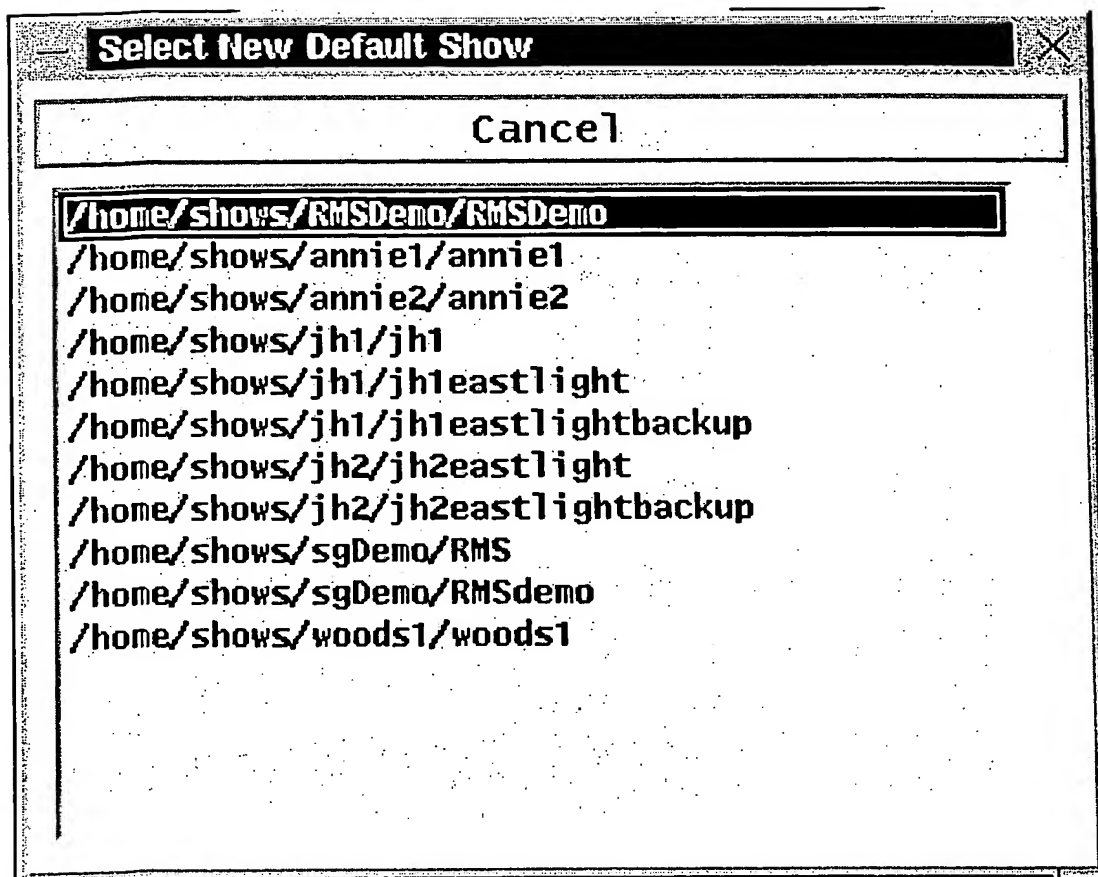 Select New Default Show
Cancel
/home/shows/RMSDemo/RMSDemo
/home/shows/annie1/annie1
/home/shows/annie2/annie2
/home/shows/jh1/jh1
/home/shows/jh1/jh1eastlight
/home/shows/jh1/jh1eastlightbackup
/home/shows/jh2/jh2eastlight
/home/shows/jh2/jh2eastlightbackup
/home/shows/sgDemo/RMS
/home/shows/sgDemo/RMSdemo
/home/shows/woods1/woods1